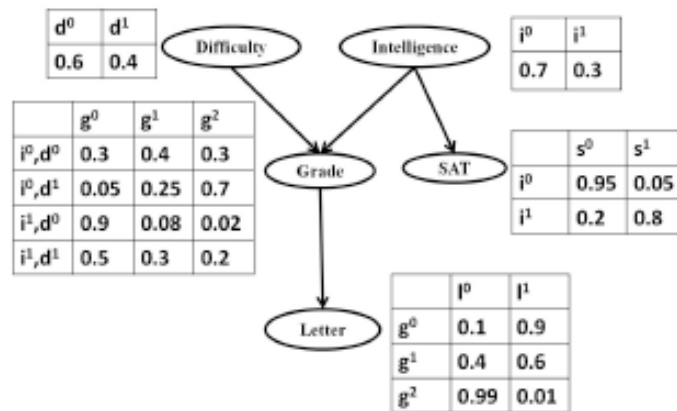 d⁰ d¹
0.6 0.4
Difficulty
Intelligence
i⁰ i¹
0.7 0.3
g⁰ g¹ g²
i⁰,d⁰ 0.3 0.4 0.3
i⁰,d¹ 0.05 0.25 0.7
i¹,d⁰ 0.9 0.08 0.02
i¹,d¹ 0.5 0.3 0.2
Grade
SAT
s⁰ s¹
i⁰ 0.95 0.05
i¹ 0.2 0.8
Letter
l⁰ l¹
g⁰ 0.1 0.9
g¹ 0.4 0.6
g² 0.99 0.01